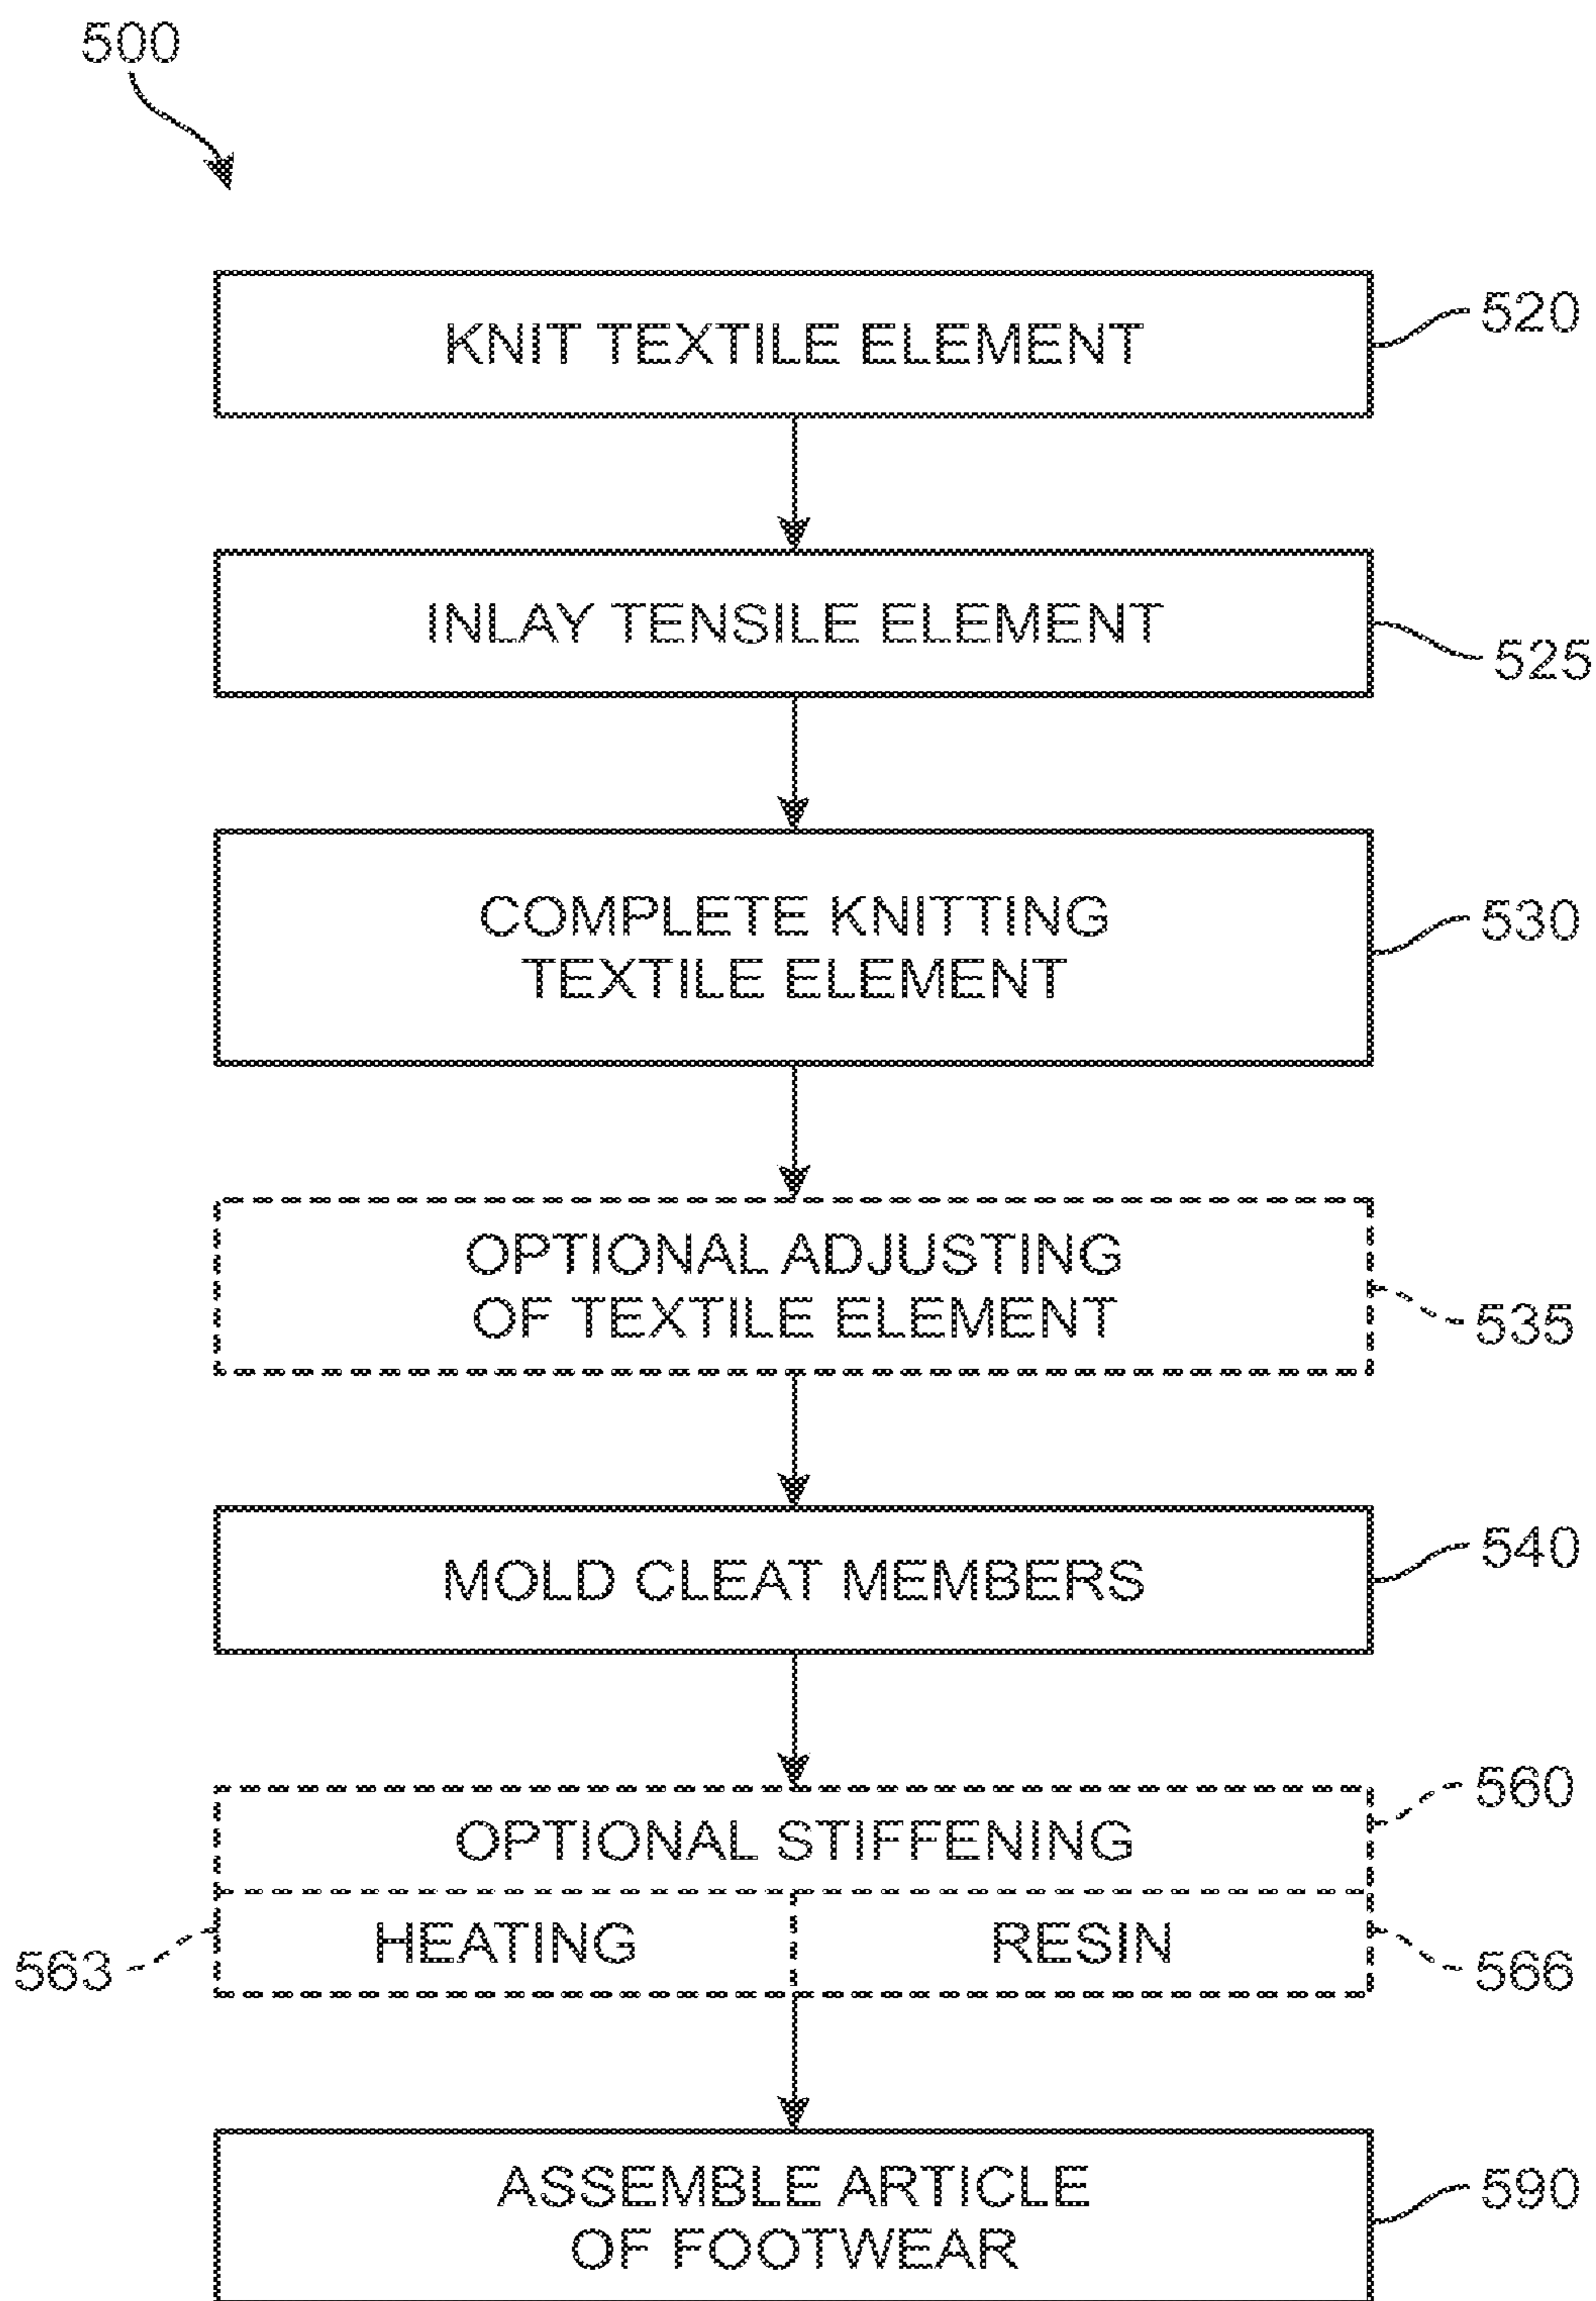 500
KNIT TEXTILE ELEMENT
520
INLAY TENSILE ELEMENT
525
COMPLETE KNITTING
TEXTILE ELEMENT
530
OPTIONAL ADJUSTING
OF TEXTILE ELEMENT
535
MOLD CLEAT MEMBERS
540
OPTIONAL STIFFENING
560
563
HEATING
RESIN
566
ASSEMBLE ARTICLE
OF FOOTWEAR
590